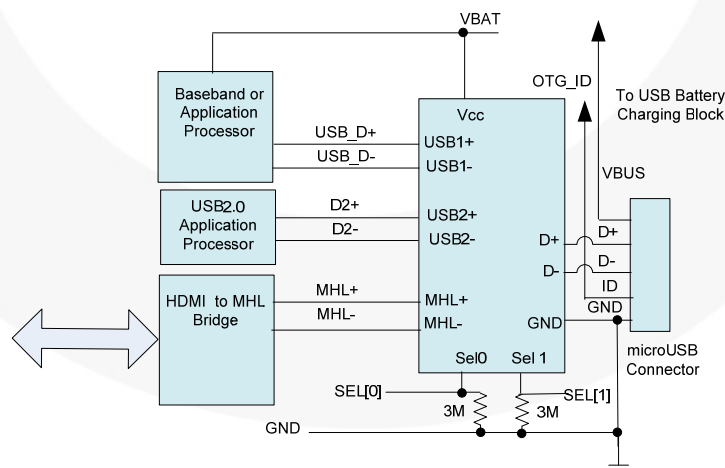 VBAT
Baseband or
Application
Processor
USB_D+
USB_D-
USB2.0
Application
Processor
D2+
D2-
HDMI to MHL
Bridge
MHL+
MHL-
Vcc
USB1+
USB1-
USB2+
USB2-
MHL+
MHL-
D+
D-
GND
Sel0
Sel 1
OTG_ID
To USB Battery
Charging Block
VBUS
D+
D-
ID
GND
microUSB
Connector
SEL[0]
3M
3M
SEL[1]
GND